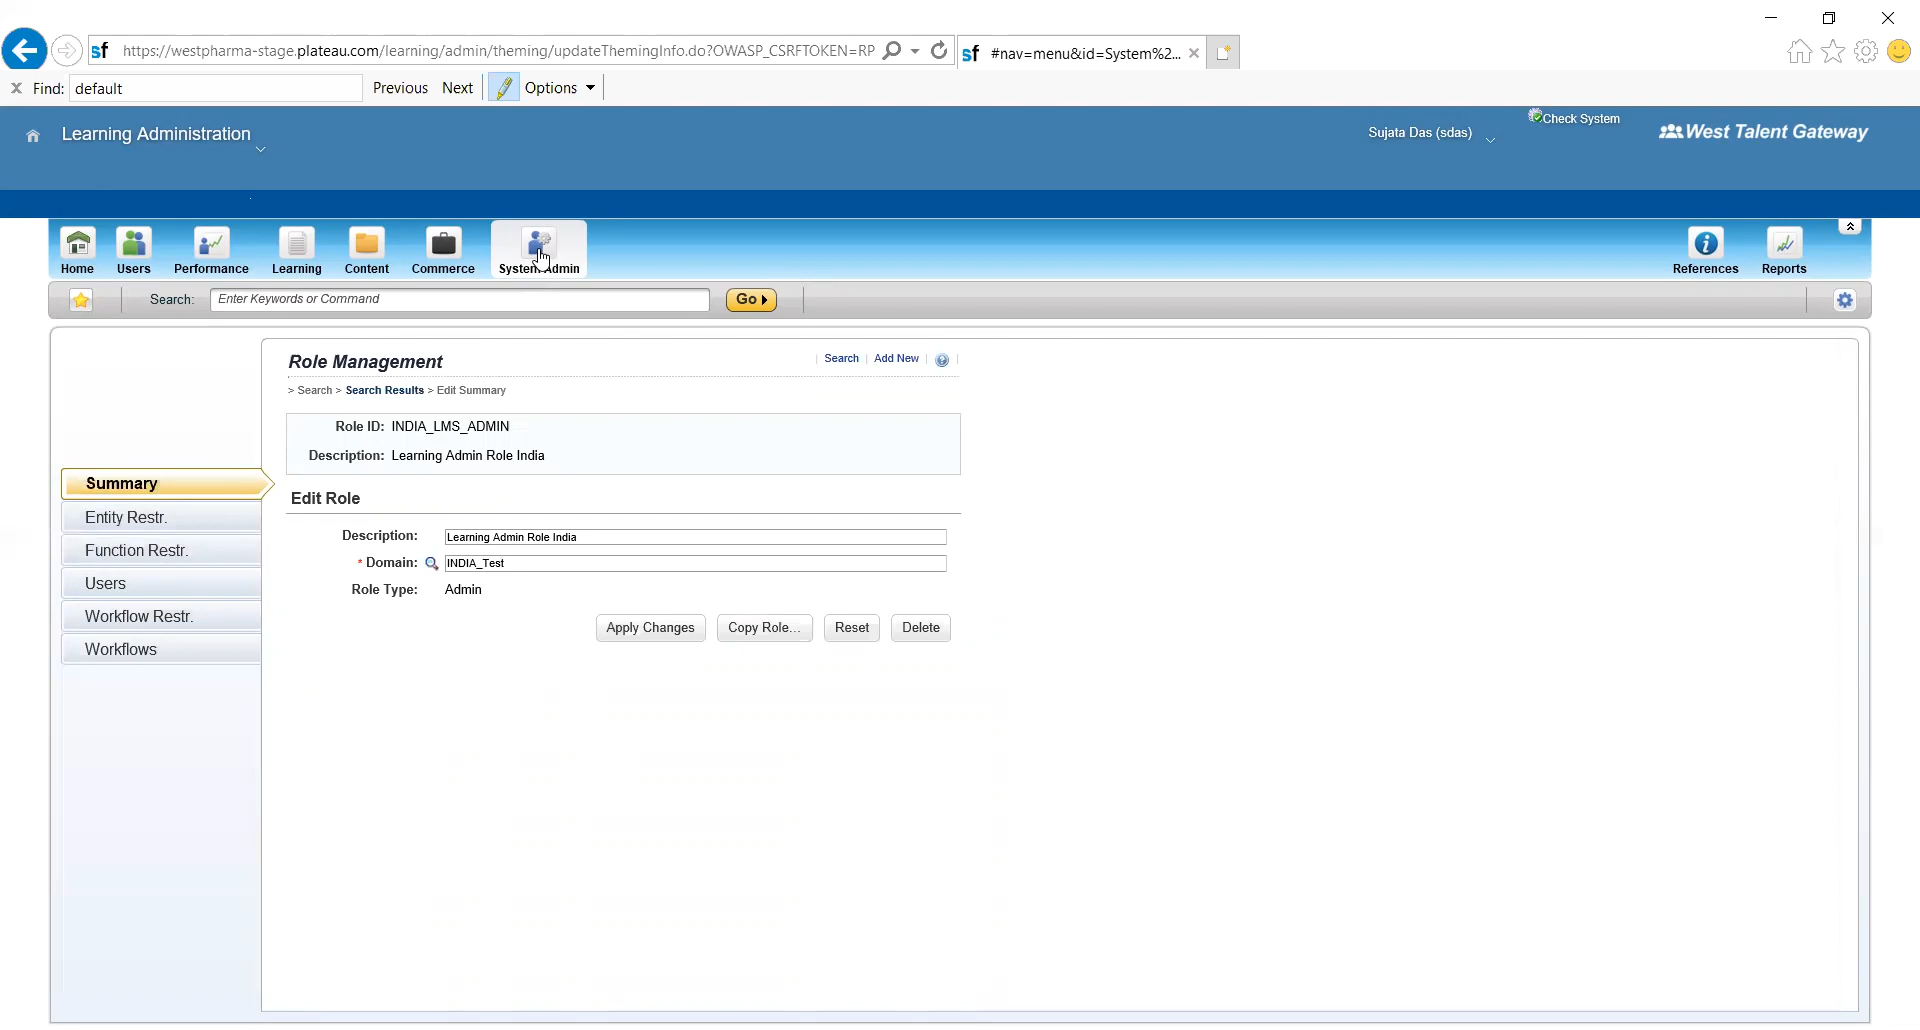 https://westpharma-stage.plateau.com/learning/admin/theming/updateThemingInfo.do?OWASP_CSRFTOKEN=RP
#nav=menu&id=System%2...
Find: default Previous Next Options
Learning Administration
Sujata Das (sdas)
Check System
West Talent Gateway
Home Users Performance Learning Content Commerce System Admin References Reports
Search: Enter Keywords or Command Go
Role Management
Search Add New
> Search > Search Results > Edit Summary
Role ID: INDIA_LMS_ADMIN
Description: Learning Admin Role India
Summary
Entity Restr.
Function Restr.
Users
Workflow Restr.
Workflows
Edit Role
Description: Learning Admin Role India
* Domain: INDIA_Test
Role Type: Admin
Apply Changes Copy Role... Reset Delete